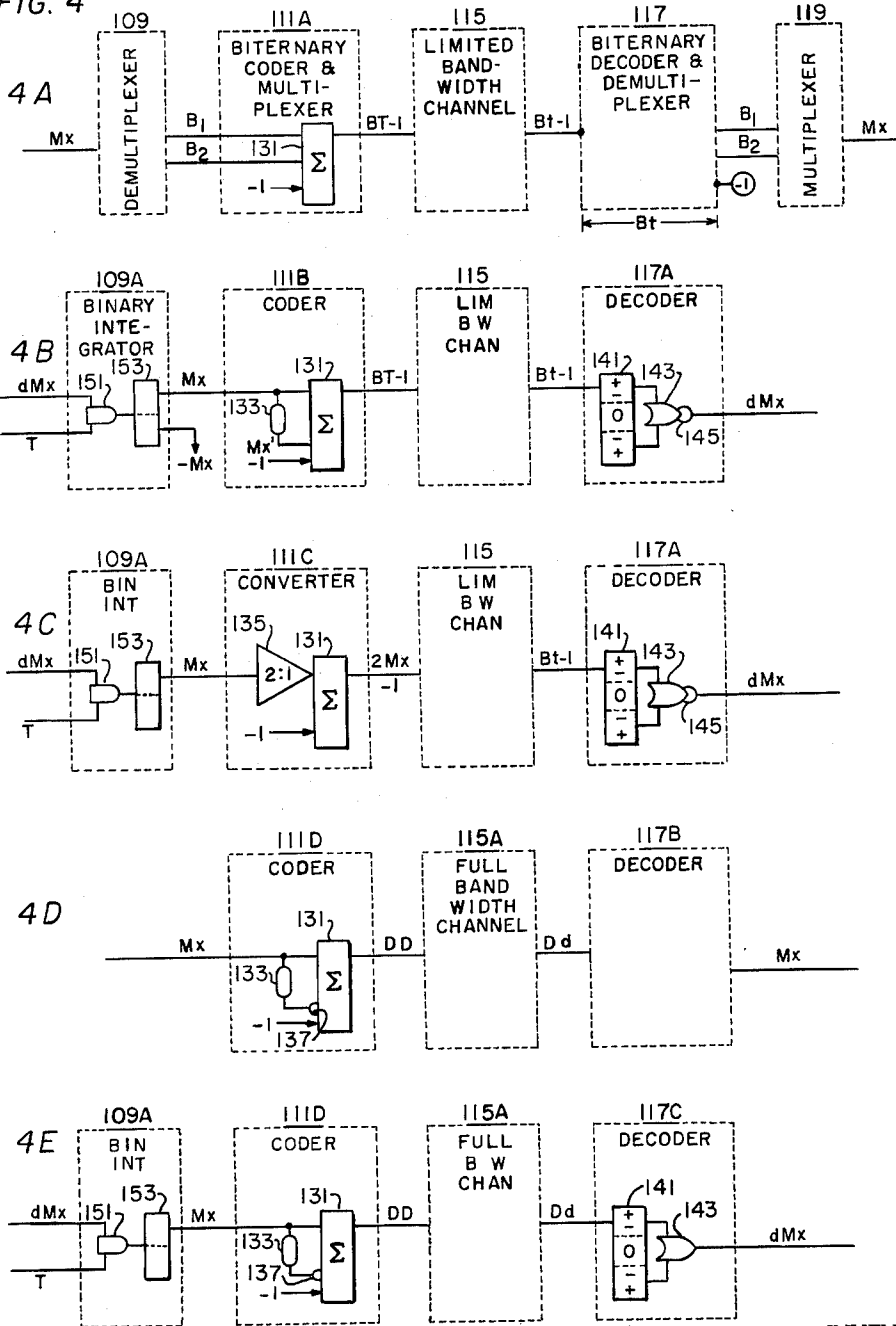 FIG. 4
109 111A 115 117 119
4A
Mx
DEMULTIPLEXER
B1
B2
BITERNARY
CODER &
MULTI-
PLEXER
131
-1
Σ
BT-1
LIMITED
BAND-
WIDTH
CHANNEL
Bt-1
BITERNARY
DECODER &
DEMULTI-
PLEXER
Bt
B1
B2
-1
MULTIPLEXER
Mx
109A 111B 115 117A
4B
dMx
T
BINARY
INTE-
GRATOR
151
153
Mx
-Mx
CODER
131
133
Mx'
-1
Σ
BT-1
LIM
B W
CHAN
Bt-1
DECODER
141
+
-
0
-
+
143
145
dMx
109A 111C 115 117A
4C
dMx
T
BIN
INT
151
153
Mx
CONVERTER
135
2:1
131
-1
Σ
2Mx
-1
LIM
B W
CHAN
Bt-1
DECODER
141
+
-
0
-
+
143
145
dMx
111D 115A 117B
4D
Mx
CODER
131
133
-1
137
Σ
DD
FULL
BAND
WIDTH
CHANNEL
Dd
DECODER
Mx
109A 111D 115A 117C
4E
dMx
T
BIN
INT
151
153
Mx
CODER
131
133
137
-1
Σ
DD
FULL
B W
CHAN
Dd
DECODER
141
+
-
0
-
+
143
dMx